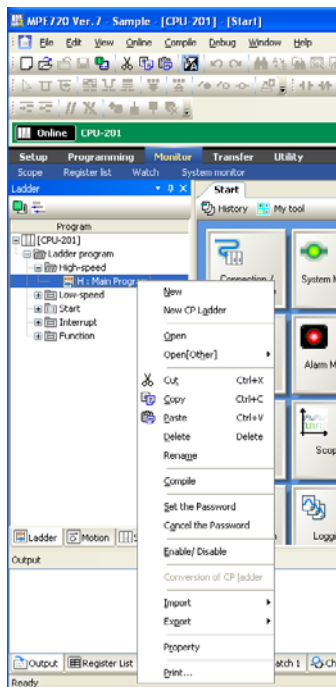 MPE720 Ver. 7 - Sample - [CPU-201] - [Start]
File Edit View Online Compile Debug Window Help
Online CPU-201
Setup Programming Monitor Transfer Utility
Scope Register list Watch System monitor
Ladder
Start
History My tool
Program
[CPU-201]
Ladder program
High-speed
H : Main Program
Low-speed
Start
Interrupt
Function
New
New CP Ladder
Open
Open[Other]
Cut Ctrl+X
Copy Ctrl+C
Paste Ctrl+V
Delete Delete
Rename
Compile
Set the Password
Cancel the Password
Enable/ Disable
Conversion of CP ladder
Import
Export
Property
Print...
Connection /
System M
Alarm M
Scop
Loggi
Ladder Motion S
Output
Output Register List atch 1 Ch
Ready